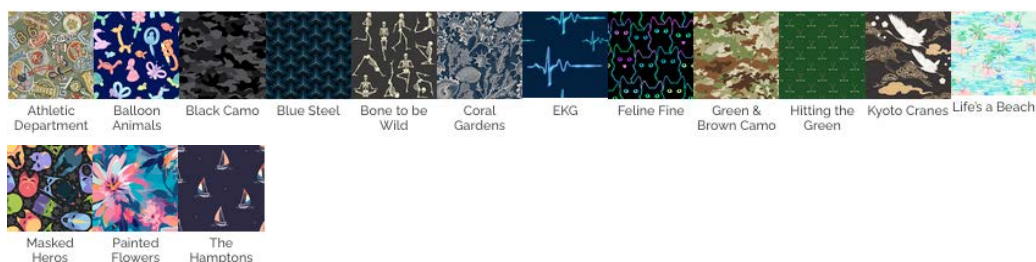 Athletic
Department
Balloon
Animals
Black Camo
Blue Steel
Bone to be
Wild
Coral
Gardens
EKG
Feline Fine
Green &
Brown Camo
Hitting the
Green
Kyoto Cranes
Life's a Beach
Masked
Heros
Painted
Flowers
The
Hamptons